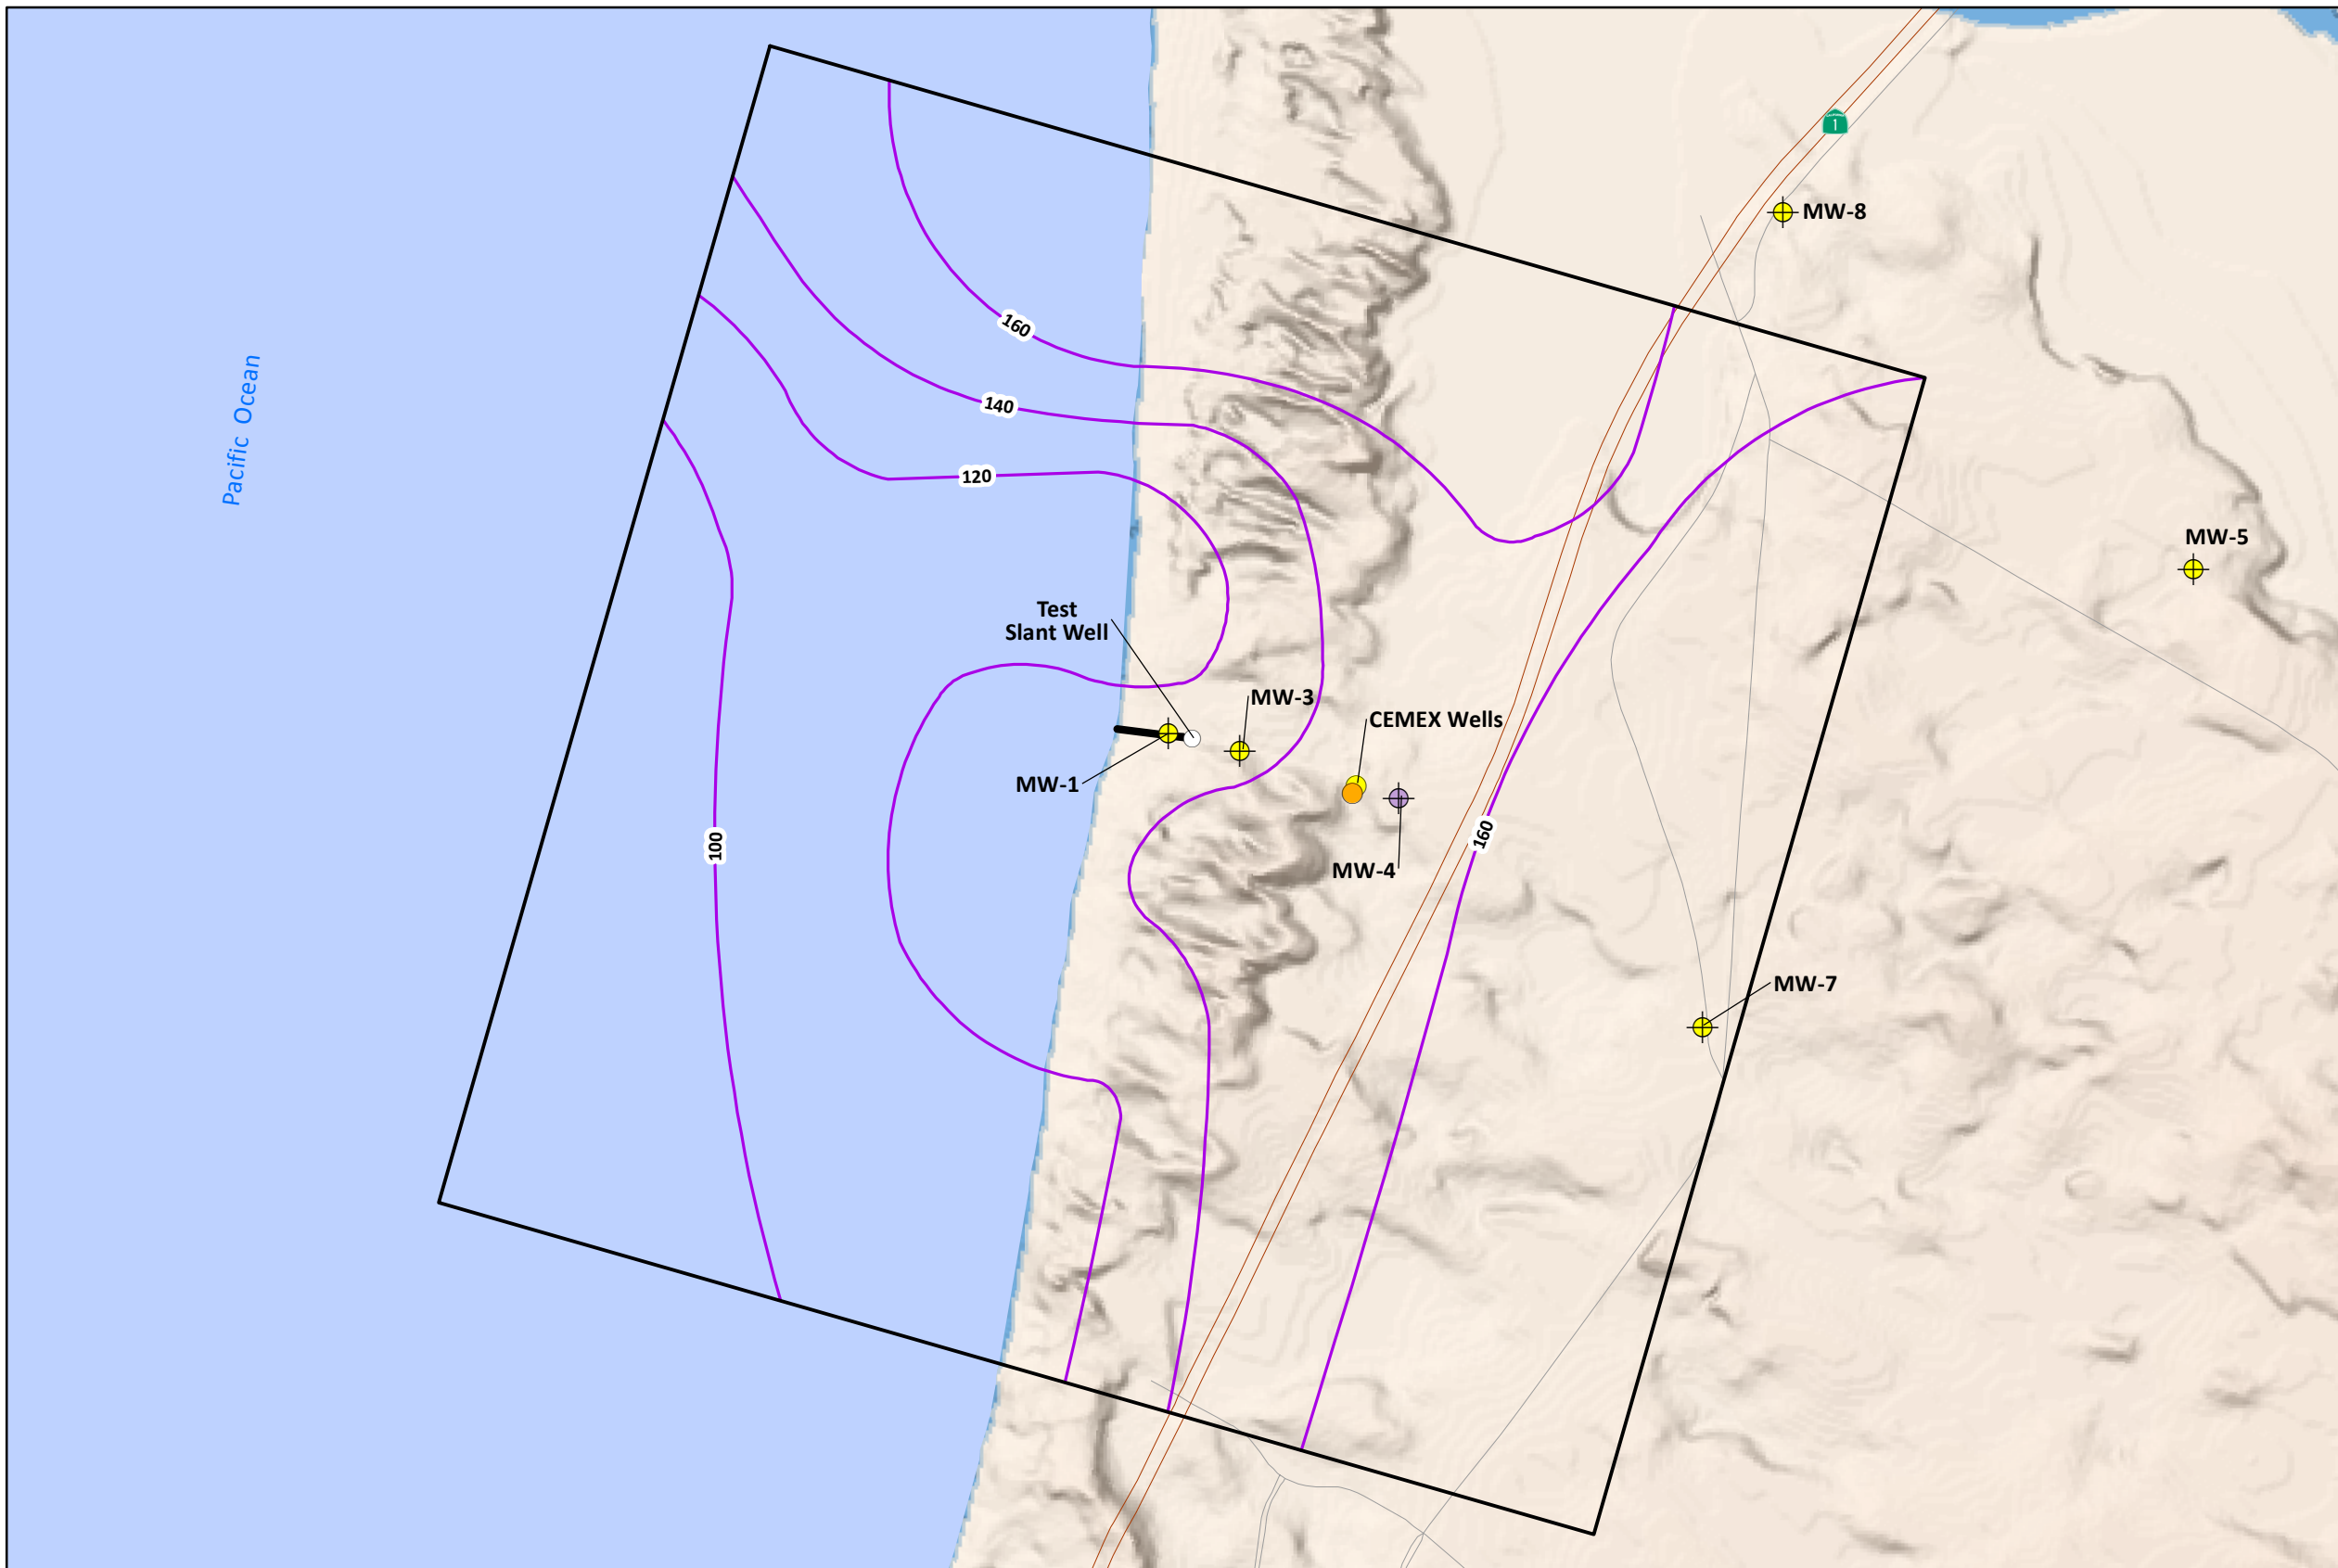 1
MW-8
160
Pacific Ocean
140
120
MW-5
Test
Slant Well
MW-3
CEMEX Wells
MW-1
100
160
MW-4
MW-7